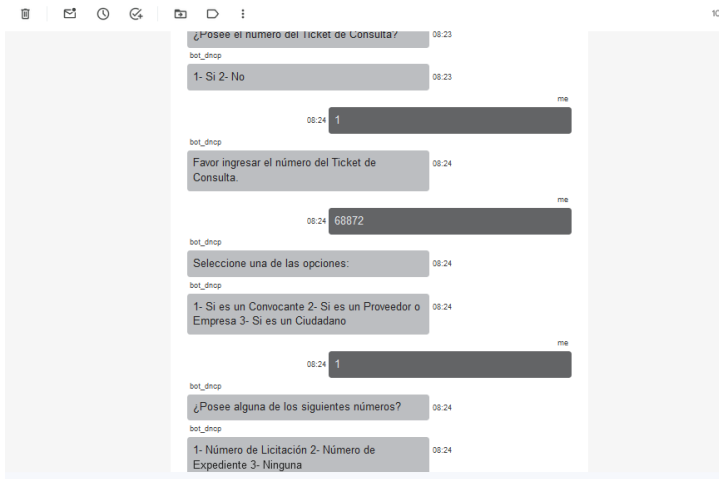 10
¿Posee el número del Ticket de Consulta?
08:23
bot_dncp
1- Si 2- No
08:23
me
08:24
1
bot_dncp
Favor ingresar el número del Ticket de
Consulta.
08:24
me
08:24
68872
bot_dncp
Seleccione una de las opciones:
08:24
bot_dncp
1- Si es un Convocante 2- Si es un Proveedor o
Empresa 3- Si es un Ciudadano
08:24
me
08:24
1
bot_dncp
¿Posee alguna de los siguientes números?
08:24
bot_dncp
1- Número de Licitación 2- Número de
Expediente 3- Ninguna
08:24